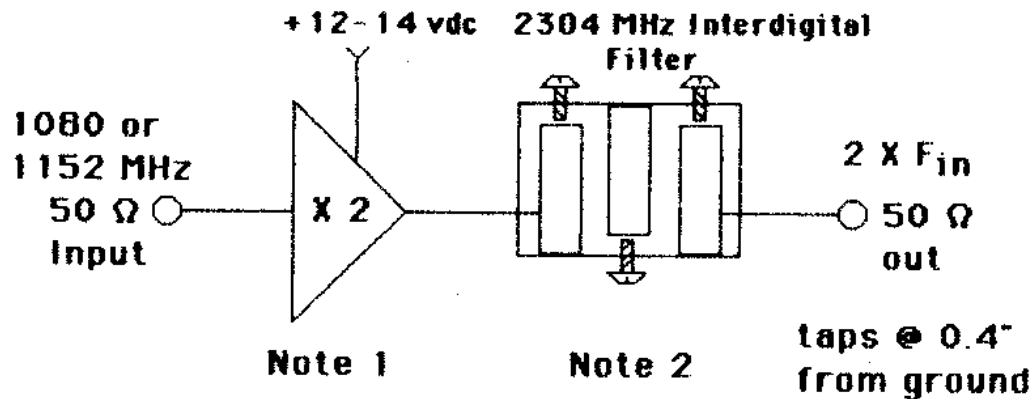 +12-14 vdc
2304 MHz Interdigital
Filter
1080 or
1152 MHz
50 Ω
Input
X 2
2 X Fin
50 Ω
out
Note 1
Note 2
taps @ 0.4"
from ground